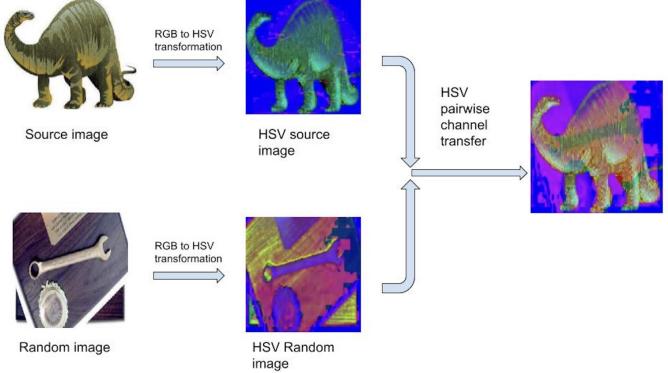 RGB to HSV
transformation
Source image
HSV source
image
HSV
pairwise
channel
transfer
RGB to HSV
transformation
Random image
HSV Random
image